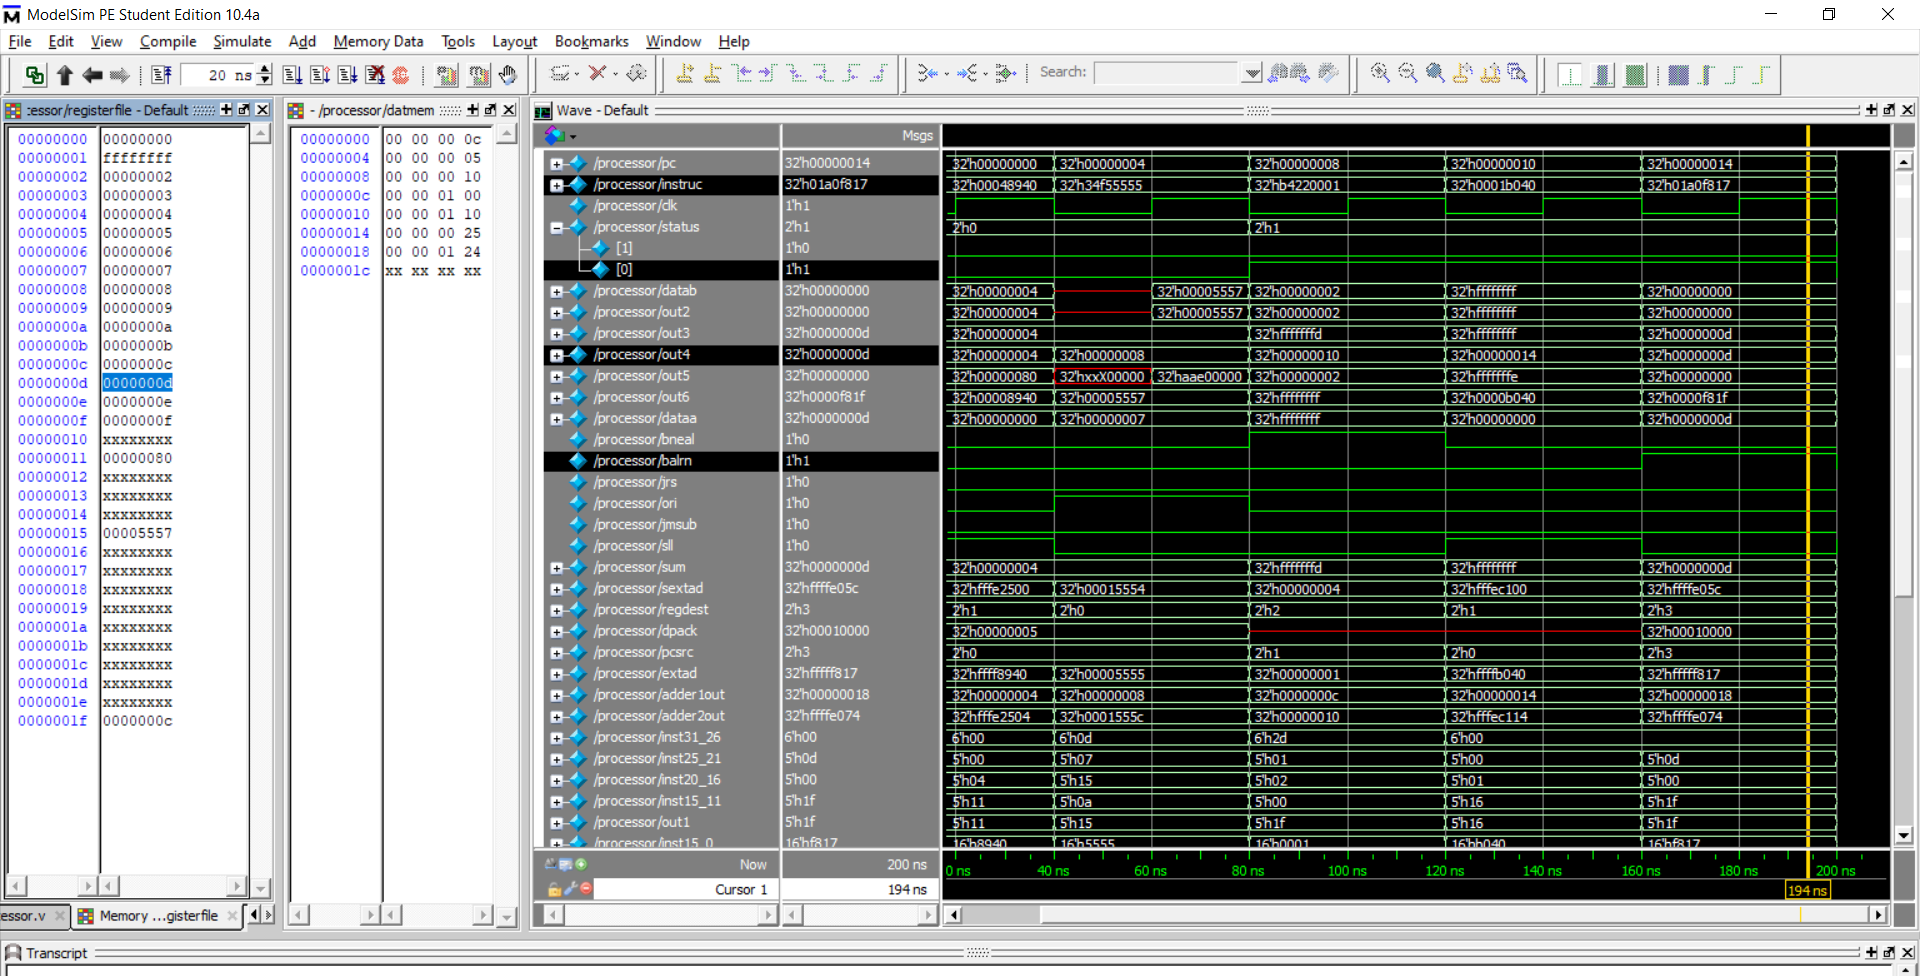 ModelSim PE Student Edition 10.4a
File Edit View Compile Simulate Add Memory Data Tools Layout Bookmarks Window Help
20 ns
Search:
:essor/registerfile - Default
00000000 00000000
00000001 ffffffff
00000002 00000002
00000003 00000003
00000004 00000004
00000005 00000005
00000006 00000006
00000007 00000007
00000008 00000008
00000009 00000009
0000000a 0000000a
0000000b 0000000b
0000000c 0000000c
0000000d 0000000d
0000000e 0000000e
0000000f 0000000f
00000010 xxxxxxxx
00000011 00000080
00000012 xxxxxxxx
00000013 xxxxxxxx
00000014 xxxxxxxx
00000015 00005557
00000016 xxxxxxxx
00000017 xxxxxxxx
00000018 xxxxxxxx
00000019 xxxxxxxx
0000001a xxxxxxxx
0000001b xxxxxxxx
0000001c xxxxxxxx
0000001d xxxxxxxx
0000001e xxxxxxxx
0000001f 0000000c
essor.v
Memory ...gisterfile
- /processor/datmem
00000000 00 00 00 0c
00000004 00 00 00 05
00000008 00 00 00 10
0000000c 00 00 01 00
00000010 00 00 01 10
00000014 00 00 00 25
00000018 00 00 01 24
0000001c xx xx xx xx
Wave - Default
Msgs
/processor/pc 32'h00000014 32'h00000000 32'h00000004 32'h00000008 32'h00000010 32'h00000014
/processor/instruc 32'h01a0f817 32'h00048940 32'h34f55555 32'hb4220001 32'h0001b040 32'h01a0f817
/processor/clk 1'h1
/processor/status 2'h1 2'h0 2'h1
[1] 1'h0
[0] 1'h1
/processor/datab 32'h00000000 32'h00000004 32'h00005557 32'h00000002 32'hffffffff 32'h00000000
/processor/out2 32'h00000000 32'h00000004 32'h00005557 32'h00000002 32'hffffffff 32'h00000000
/processor/out3 32'h0000000d 32'h00000004 32'hfffffffd 32'hffffffff 32'h0000000d
/processor/out4 32'h0000000d 32'h00000004 32'h00000008 32'h00000010 32'h00000014 32'h0000000d
/processor/out5 32'h00000000 32'h00000080 32'hxxX00000 32'haae00000 32'h00000002 32'hfffffffe 32'h00000000
/processor/out6 32'h0000f81f 32'h00008940 32'h00005557 32'hffffffff 32'h0000b040 32'h0000f81f
/processor/dataa 32'h0000000d 32'h00000000 32'h00000007 32'hffffffff 32'h00000000 32'h0000000d
/processor/bneal 1'h0
/processor/balrn 1'h1
/processor/jrs 1'h0
/processor/ori 1'h0
/processor/jmsub 1'h0
/processor/sll 1'h0
/processor/sum 32'h0000000d 32'h00000004 32'hfffffffd 32'hffffffff 32'h0000000d
/processor/sextad 32'hffffe05c 32'hfffe2500 32'h00015554 32'h00000004 32'hfffec100 32'hffffe05c
/processor/regdest 2'h3 2'h1 2'h0 2'h2 2'h1 2'h3
/processor/dpack 32'h00010000 32'h00000005 32'h00010000
/processor/pcsrc 2'h3 2'h0 2'h1 2'h0 2'h3
/processor/extad 32'hfffff817 32'hffff8940 32'h00005555 32'h00000001 32'hffffb040 32'hfffff817
/processor/adder1out 32'h00000018 32'h00000004 32'h00000008 32'h0000000c 32'h00000014 32'h00000018
/processor/adder2out 32'hffffe074 32'hfffe2504 32'h0001555c 32'h00000010 32'hfffec114 32'hffffe074
/processor/inst31_26 6'h00 6'h00 6'h0d 6'h2d 6'h00
/processor/inst25_21 5'h0d 5'h00 5'h07 5'h01 5'h00 5'h0d
/processor/inst20_16 5'h00 5'h04 5'h15 5'h02 5'h01 5'h00
/processor/inst15_11 5'h1f 5'h11 5'h0a 5'h00 5'h16 5'h1f
/processor/out1 5'h1f 5'h11 5'h15 5'h1f 5'h16 5'h1f
/processor/inst15_0 16'hf817 16'h8940 16'h5555 16'h0001 16'hb040 16'hf817
Now 200 ns
0 ns 40 ns 60 ns 80 ns 100 ns 120 ns 140 ns 160 ns 180 ns 200 ns
Cursor 1 194 ns 194 ns
Transcript